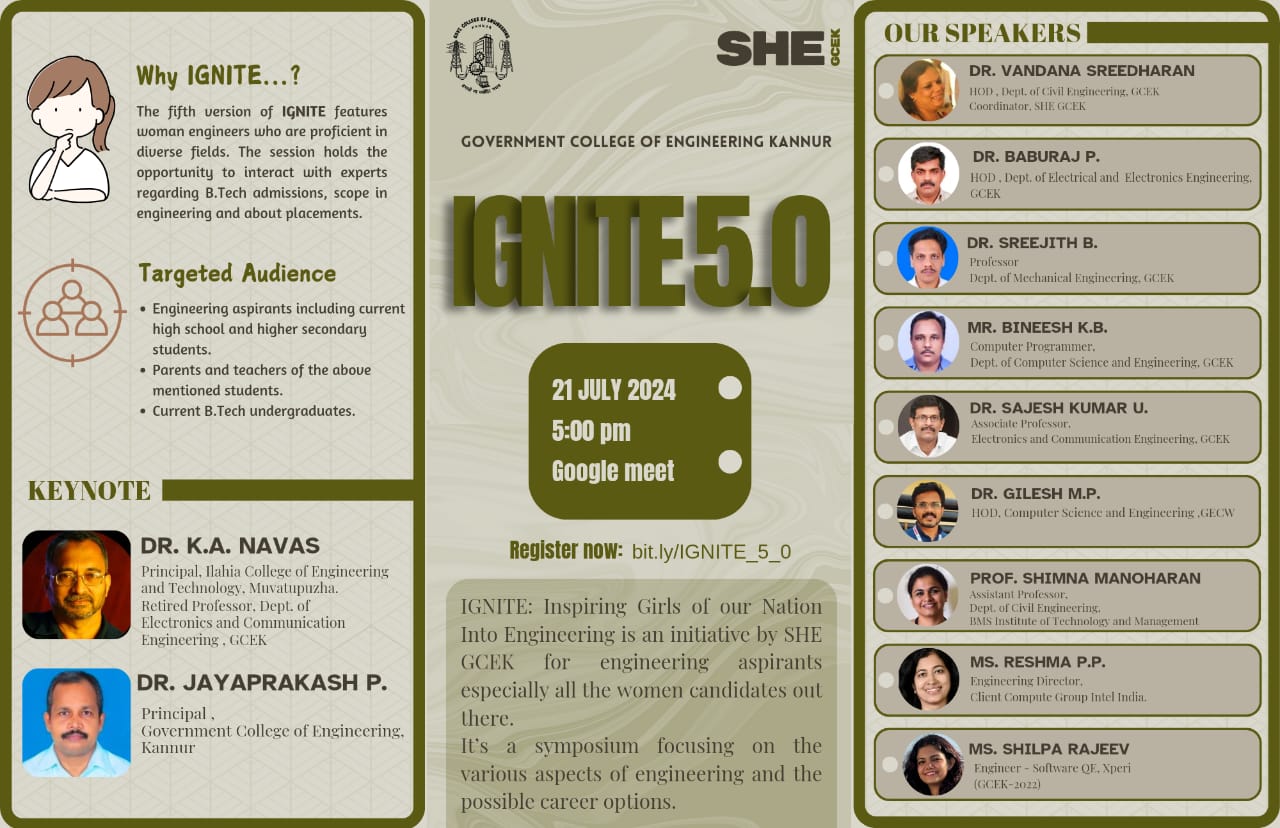 Why IGNITE...?
The fifth version of IGNITE features
woman engineers who are proficient in
diverse fields. The session holds the
opportunity to interact with experts
regarding B.Tech admissions, scope in
engineering and about placements.
Targeted Audience
• Engineering aspirants including current
high school and higher secondary
students.
• Parents and teachers of the above
mentioned students.
• Current B.Tech undergraduates.
KEYNOTE
DR. K.A. NAVAS
Principal, Ilahia College of Engineering
and Technology, Muvatupuzha.
Retired Professor, Dept. of
Electronics and Communication
Engineering , GCEK
DR. JAYAPRAKASH P.
Principal ,
Government College of Engineering,
Kannur
SHE GCEK
GOVERNMENT COLLEGE OF ENGINEERING KANNUR
IGNITE 5.0
21 JULY 2024
5:00 pm
Google meet
Register now: bit.ly/IGNITE_5_0
IGNITE: Inspiring Girls of our Nation
Into Engineering is an initiative by SHE
GCEK for engineering aspirants
especially all the women candidates out
there.
It's a symposium focusing on the
various aspects of engineering and the
possible career options.
OUR SPEAKERS
DR. VANDANA SREEDHARAN
HOD , Dept. of Civil Engineering, GCEK
Coordinator, SHE GCEK
DR. BABURAJ P.
HOD , Dept. of Electrical and Electronics Engineering,
GCEK
DR. SREEJITH B.
Professor
Dept. of Mechanical Engineering, GCEK
MR. BINEESH K.B.
Computer Programmer,
Dept. of Computer Science and Engineering, GCEK
DR. SAJESH KUMAR U.
Associate Professor,
Electronics and Communication Engineering, GCEK
DR. GILESH M.P.
HOD, Computer Science and Engineering ,GECW
PROF. SHIMNA MANOHARAN
Assistant Professor,
Dept. of Civil Engineering,
BMS Institute of Technology and Management
MS. RESHMA P.P.
Engineering Director,
Client Compute Group Intel India.
MS. SHILPA RAJEEV
Engineer - Software QE, Xperi
(GCEK-2022)